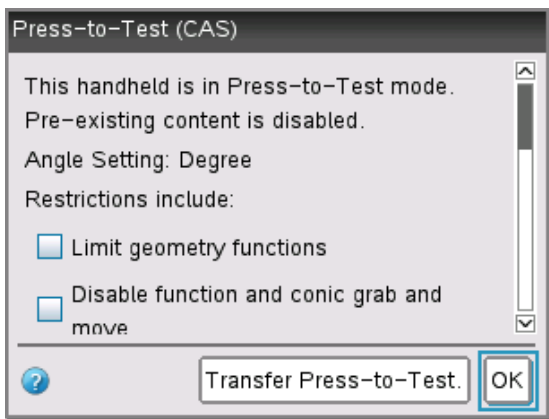 Press-to-Test (CAS)
This handheld is in Press-to-Test mode.
Pre-existing content is disabled.
Angle Setting: Degree
Restrictions include:
Limit geometry functions
Disable function and conic grab and
move
?
Transfer Press-to-Test.
OK